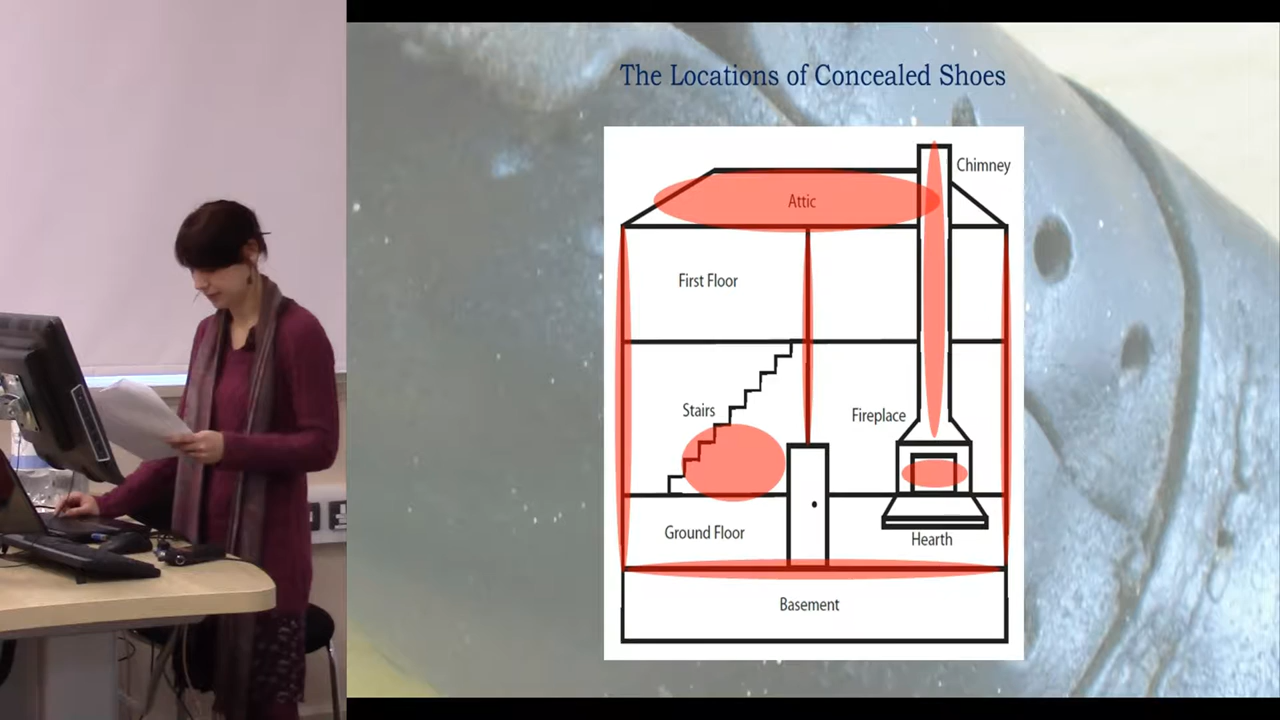 The Locations of Concealed Shoes
Chimney
Attic
First Floor
Stairs
Fireplace
Ground Floor
Hearth
Basement